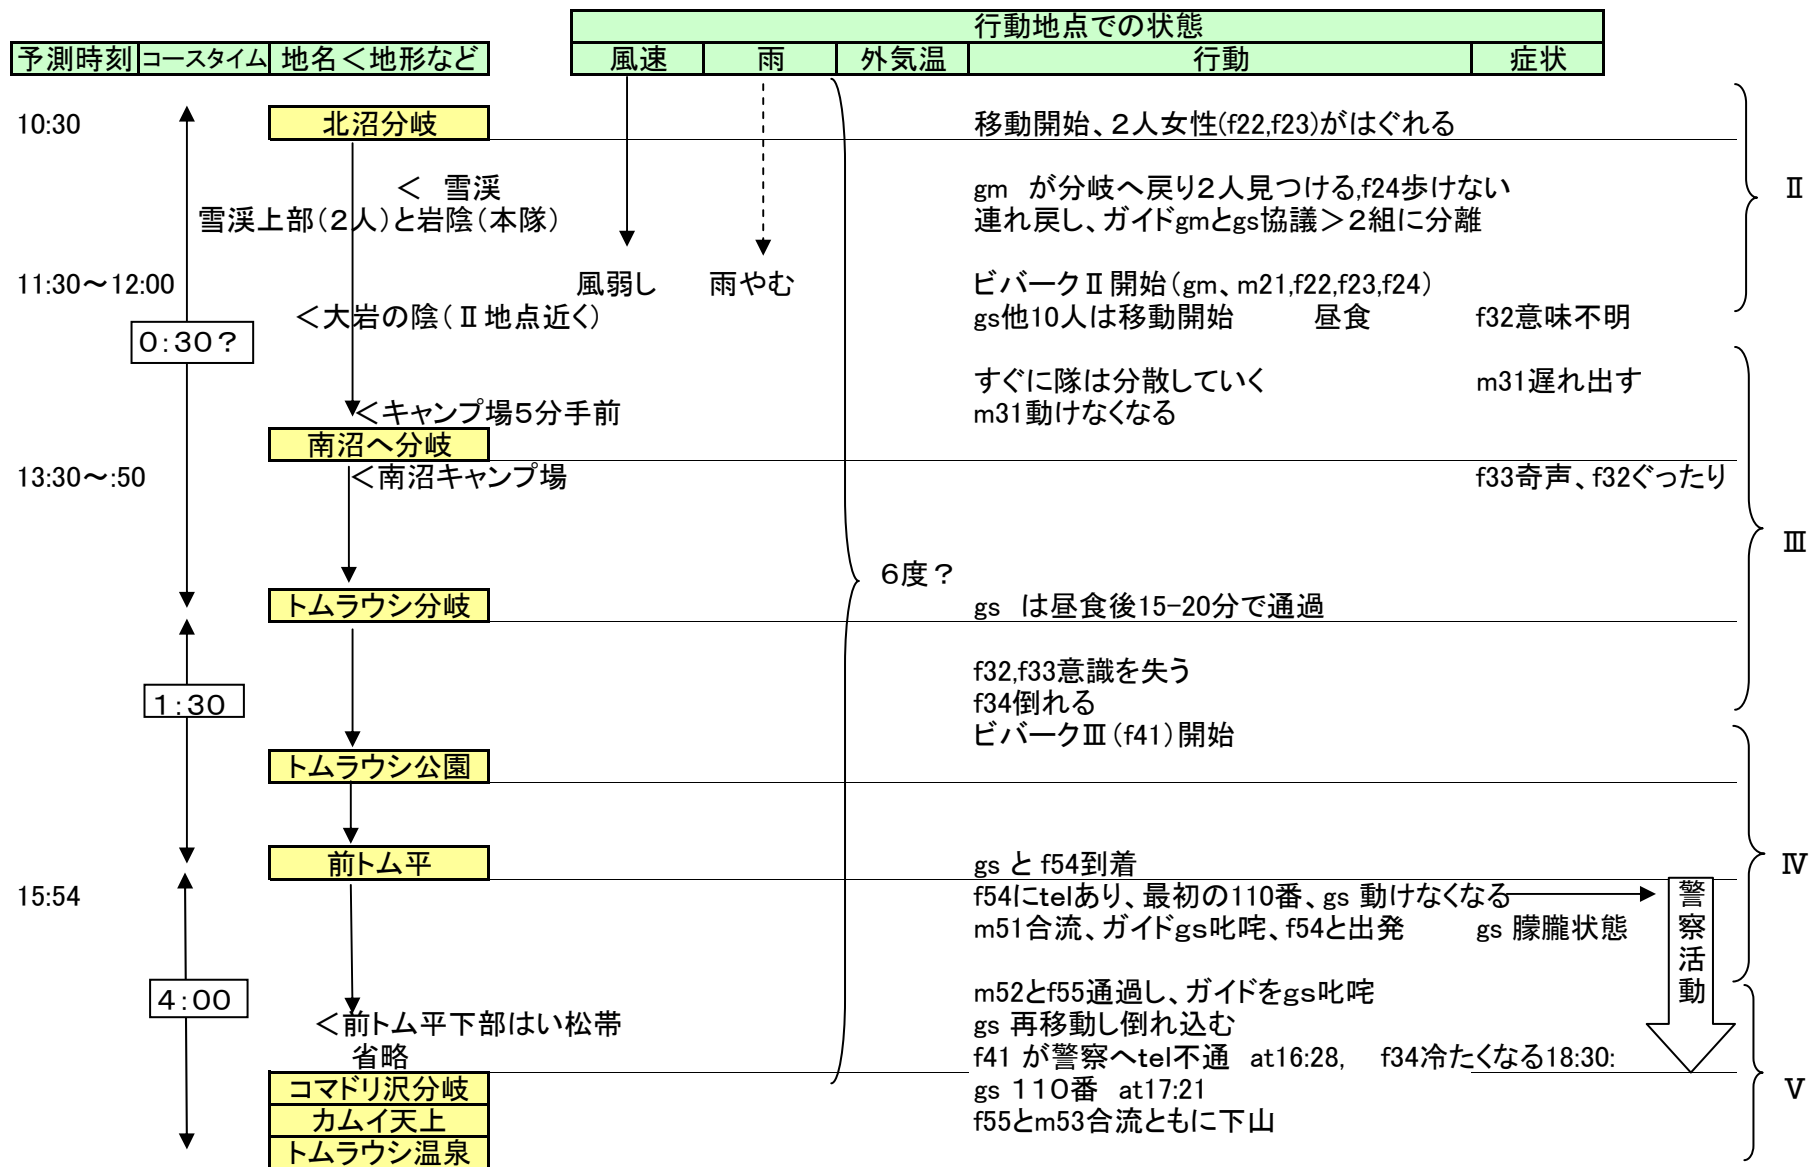 行動地点での状態
予測時刻 コースタイム 地名＜地形など 風速 雨 外気温 行動 症状
10:30 北沼分岐 移動開始、２人女性(f22,f23)がはぐれる
＜ 雪渓 gm が分岐へ戻り２人見つける,f24歩けない Ⅱ
雪渓上部（２人）と岩陰（本隊） 連れ戻し、ガイドgmとgs協議＞２組に分離
11:30～12:00 風弱し 雨やむ ビバークⅡ開始（gm、m21,f22,f23,f24）
＜大岩の陰（Ⅱ地点近く） gs他10人は移動開始 昼食 f32意味不明
０:３０？
すぐに隊は分散していく m31遅れ出す
＜キャンプ場５分手前 m31動けなくなる
南沼へ分岐
13:30～:50 ＜南沼キャンプ場 f33奇声、f32ぐったり
Ⅲ
６度？
トムラウシ分岐 gs は昼食後15-20分で通過
f32,f33意識を失う
１:３０ f34倒れる
ビバークⅢ（f41）開始
トムラウシ公園
前トム平 gs と f54到着 Ⅳ
15:54 f54にtelあり、最初の110番、gs 動けなくなる 警察活動
m51合流、ガイドgs叱咤、f54と出発 gs 朦朧状態
４:００ m52とf55通過し、ガイドをgs叱咤
＜前トム平下部はい松帯 gs 再移動し倒れ込む
省略 f41 が警察へtel不通 at16:28, f34冷たくなる18:30:
コマドリ沢分岐 gs １１０番 at17:21 Ⅴ
カムイ天上 f55とm53合流ともに下山
トムラウシ温泉